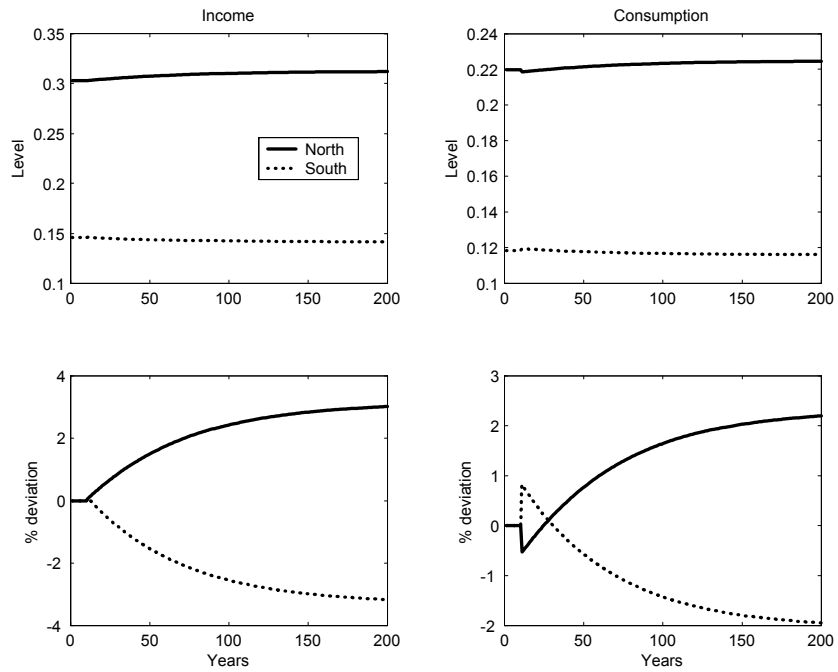 Income
Consumption
0.35
0.3
0.25
0.2
0.15
0.1
Level
0 50 100 150 200
North
South
0.24
0.22
0.2
0.18
0.16
0.14
0.12
0.1
Level
0 50 100 150 200
4
2
0
-2
-4
% deviation
0 50 100 150 200
Years
3
2
1
0
-1
-2
% deviation
0 50 100 150 200
Years